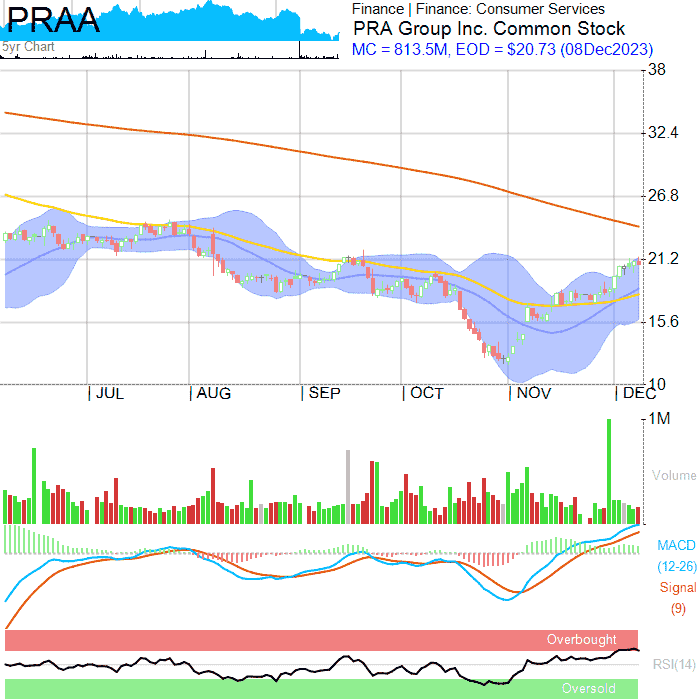 PRAA
5yr Chart
Finance | Finance: Consumer Services
PRA Group Inc. Common Stock
MC = 813.5M, EOD = $20.73 (08Dec2023)
38
32.4
26.8
21.2
15.6
10
| JUL | AUG | SEP | OCT | NOV | DEC
1M
Volume
MACD
(12-26)
Signal
(9)
Overbought
RSI(14)
Oversold